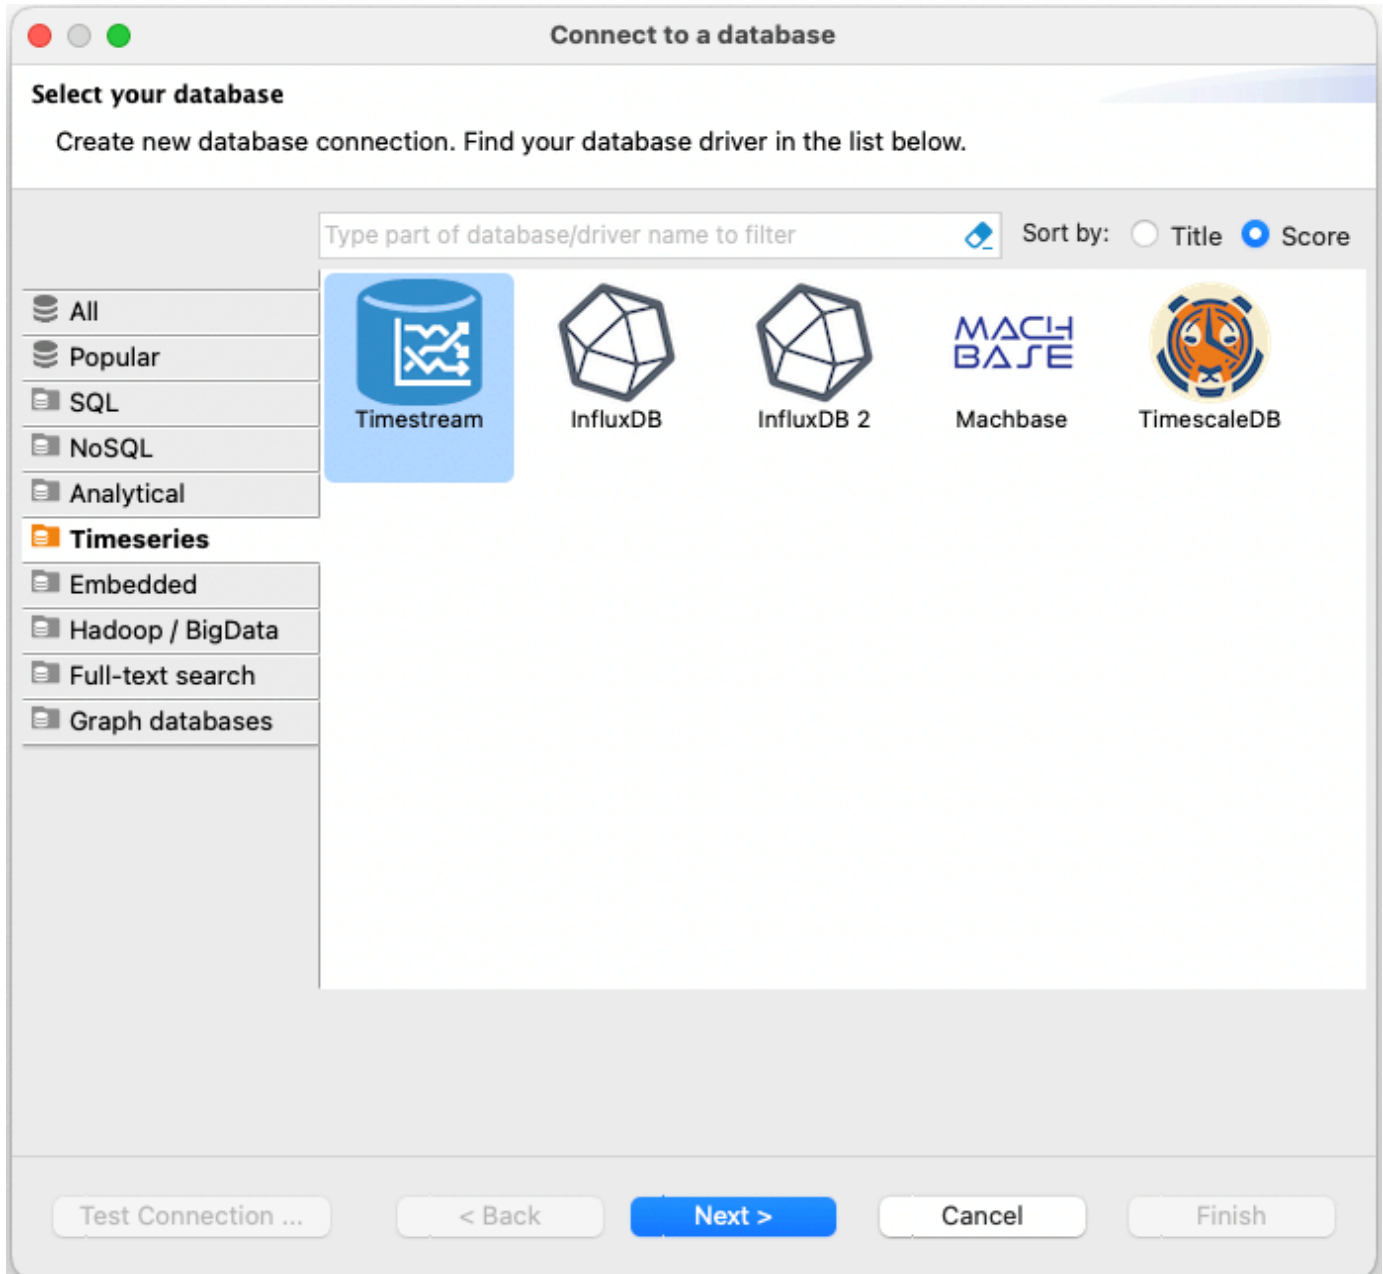 Connect to a database
Select your database
Create new database connection. Find your database driver in the list below.
Type part of database/driver name to filter
Sort by: Title Score
All
Popular
SQL
NoSQL
Analytical
Timeseries
Embedded
Hadoop / BigData
Full-text search
Graph databases
MACH
BASE
Timestream InfluxDB InfluxDB 2 Machbase TimescaleDB
Test Connection ... < Back Next > Cancel Finish